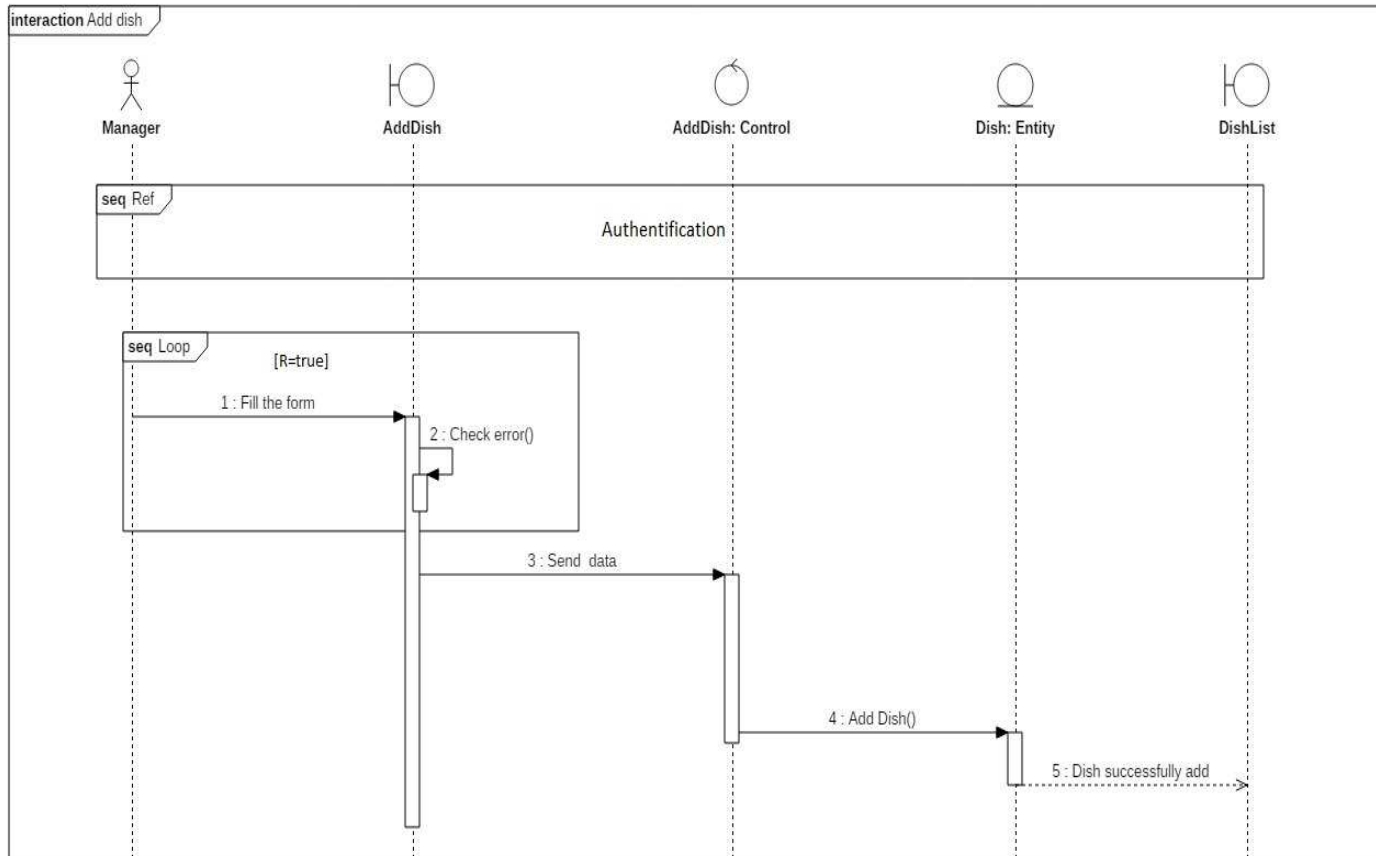 interaction Add dish
Manager
AddDish
AddDish: Control
Dish: Entity
DishList
seq Ref
Authentification
seq Loop
[R=true]
1 : Fill the form
2 : Check error()
3 : Send data
4 : Add Dish()
5 : Dish successfully add